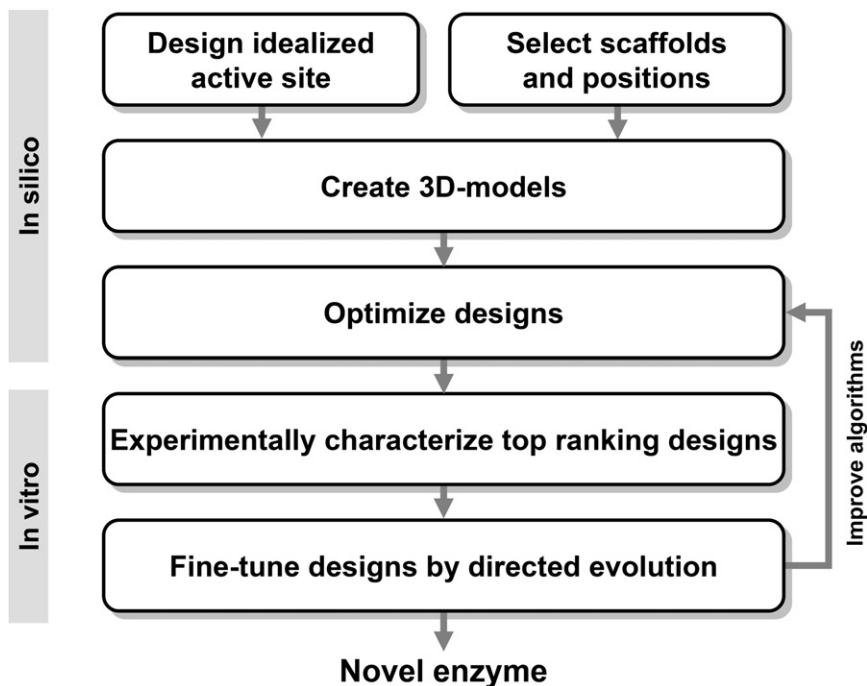 Design idealized
active site
Select scaffolds
and positions
In silico
Create 3D-models
Optimize designs
Improve algorithms
In vitro
Experimentally characterize top ranking designs
Fine-tune designs by directed evolution
Novel enzyme